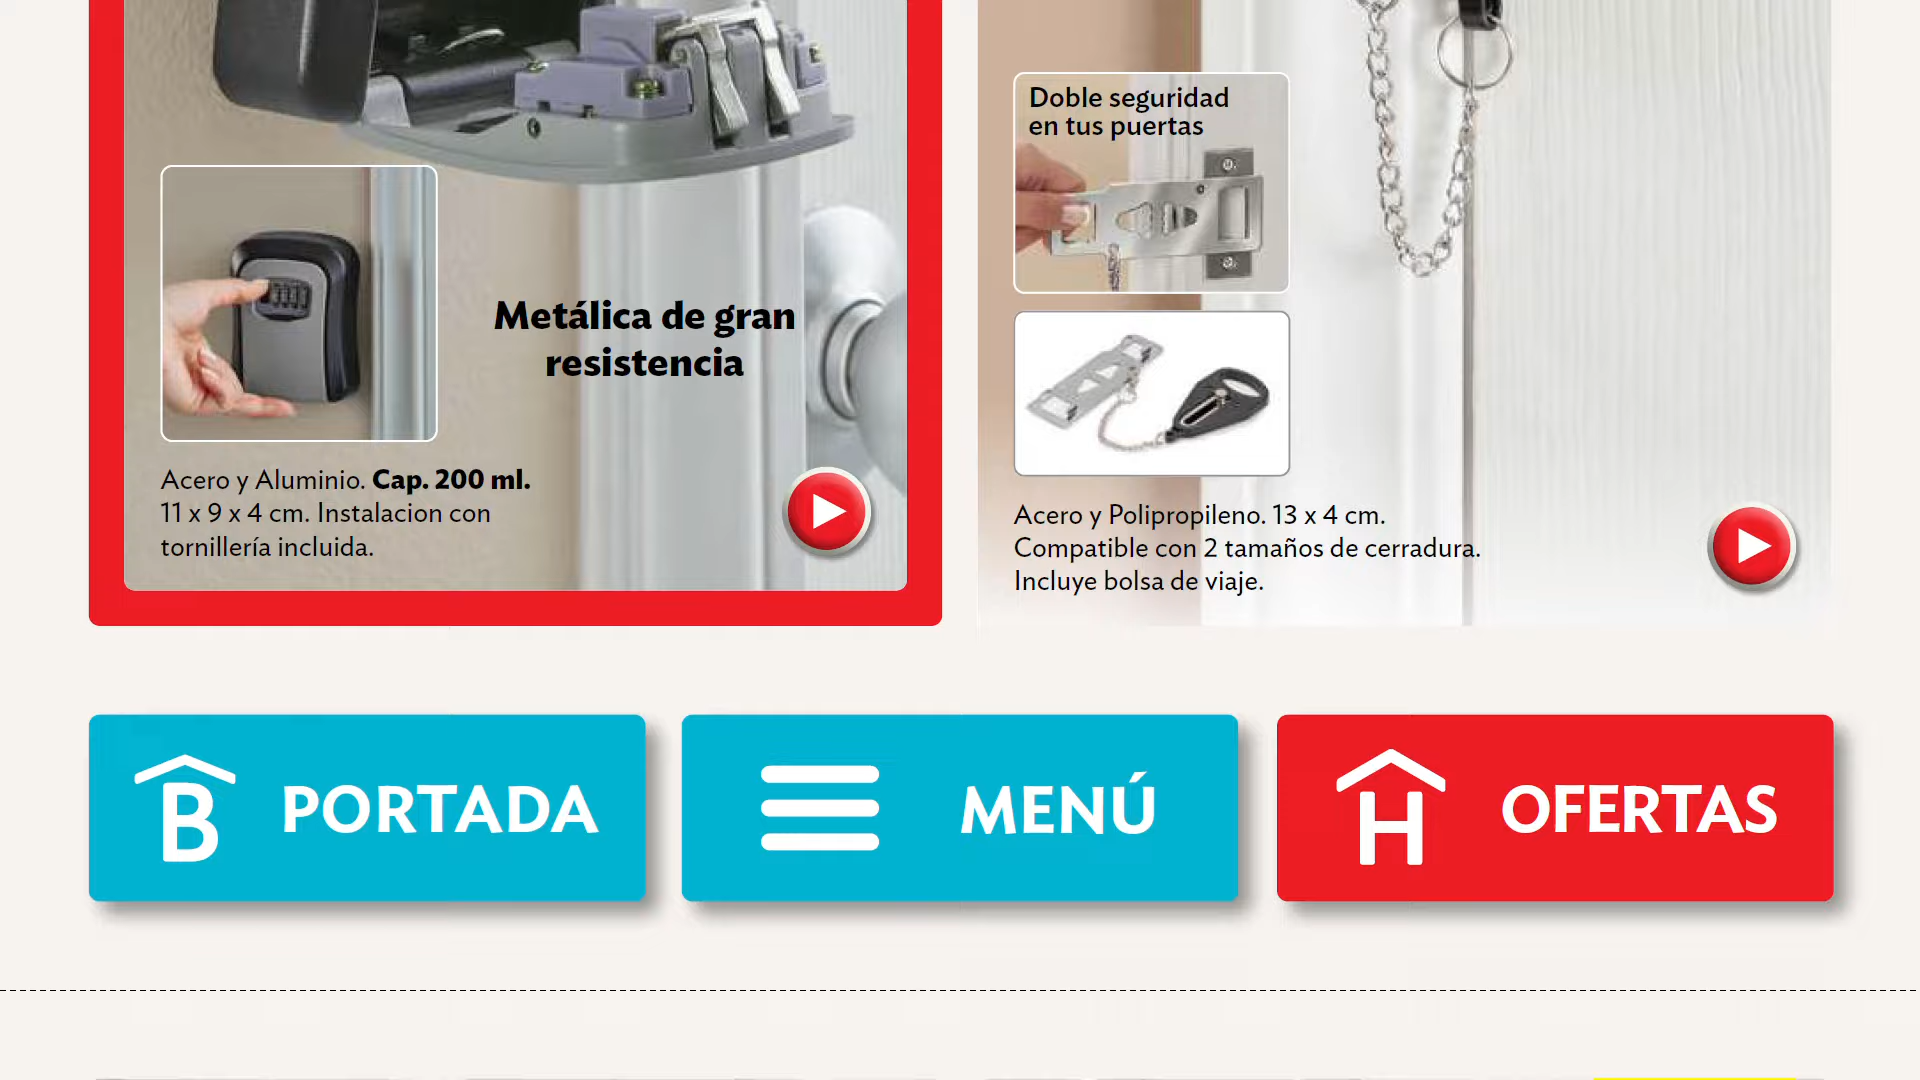 Metálica de gran
resistencia
Acero y Aluminio. Cap. 200 ml.
11 x 9 x 4 cm. Instalacion con
tornillería incluida.
Doble seguridad
en tus puertas
Acero y Polipropileno. 13 x 4 cm.
Compatible con 2 tamaños de cerradura.
Incluye bolsa de viaje.
B PORTADA
MENÚ
H OFERTAS